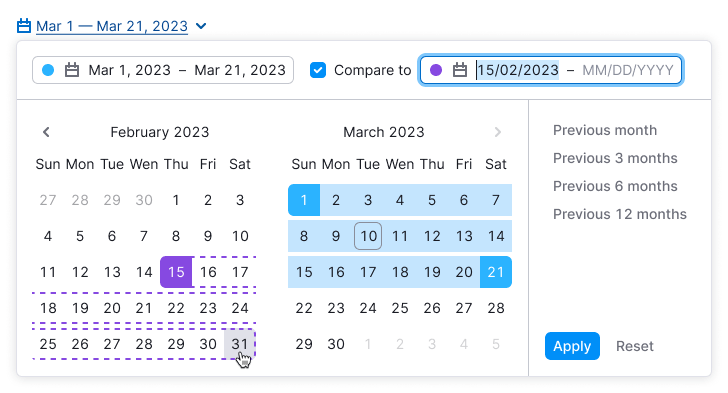 Mar 1 — Mar 21, 2023
Mar 1, 2023 – Mar 21, 2023
Compare to
15/02/2023 – MM/DD/YYYY
February 2023
Sun Mon Tue Wen Thu Fri Sat
27 28 29 30 1 2 3
4 5 6 7 8 9 10
11 12 13 14 15 16 17
18 19 20 21 22 23 24
25 26 27 28 29 30 31
March 2023
Sun Mon Tue Wen Thu Fri Sat
1 2 3 4 5 6 7
8 9 10 11 12 13 14
15 16 17 18 19 20 21
22 23 24 25 26 27 28
29 30 1 2 3 4 5
Previous month
Previous 3 months
Previous 6 months
Previous 12 months
Apply
Reset